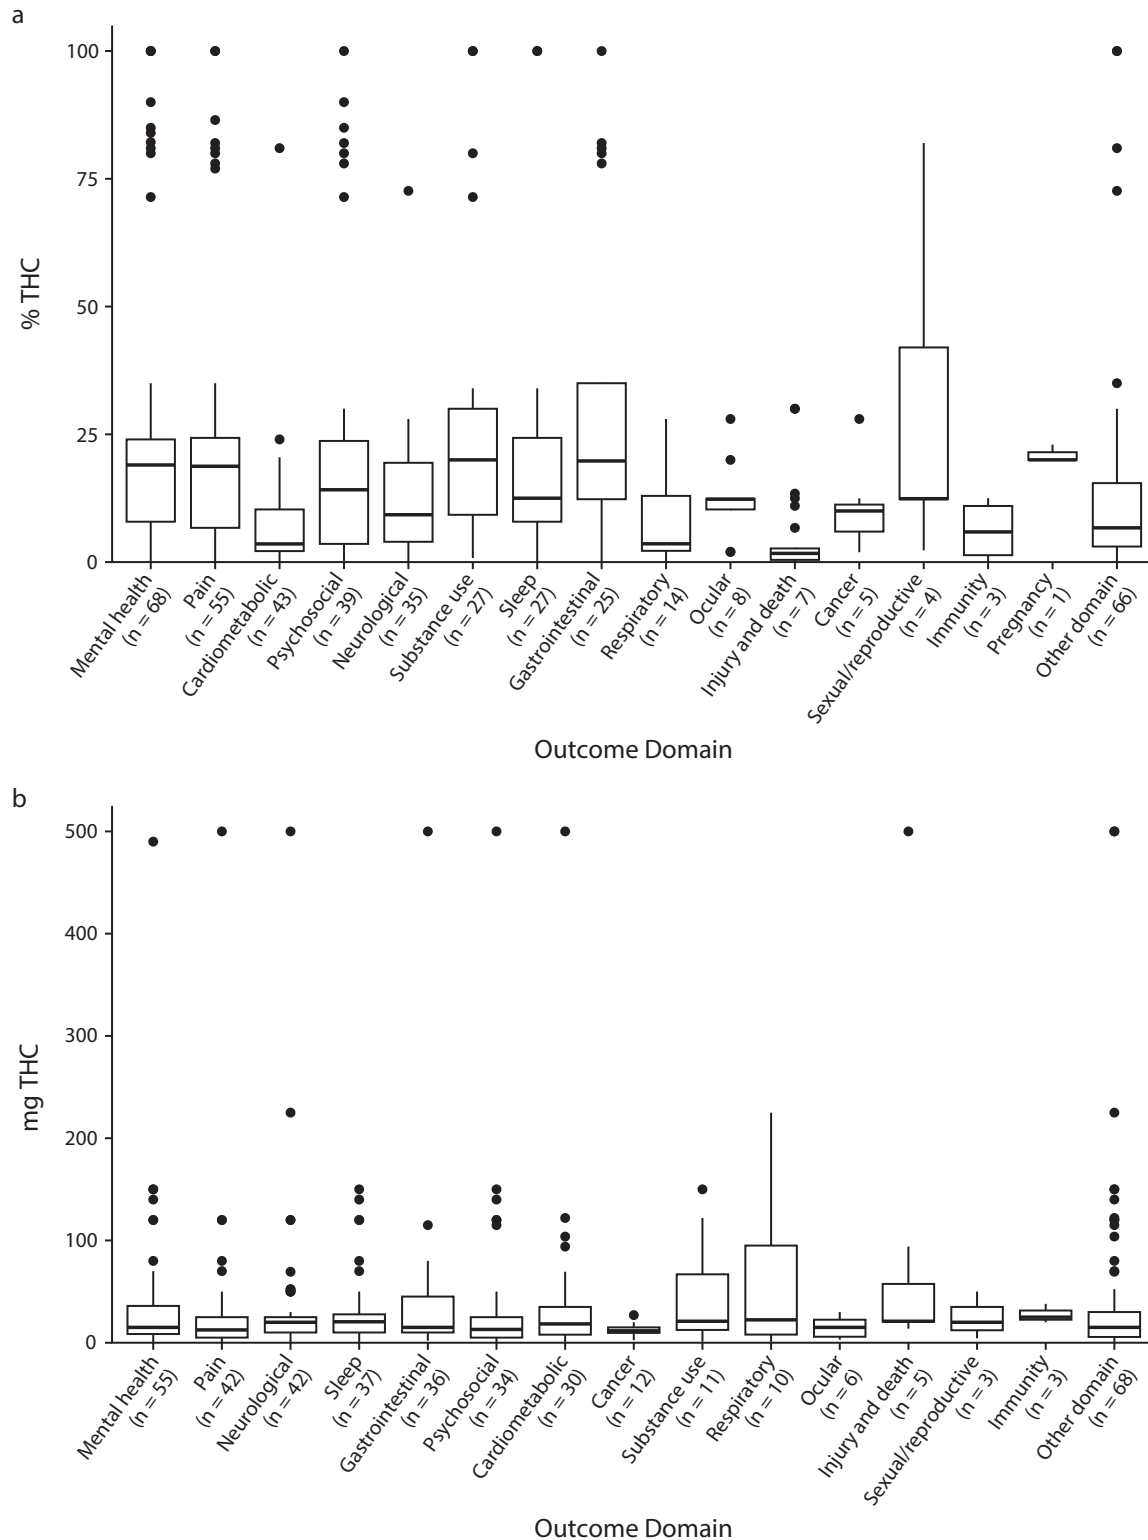 a
100
75
50
25
0
% THC
Mental health
(n = 68)
Pain
(n = 55)
Cardiometabolic
(n = 43)
Psychosocial
(n = 39)
Neurological
(n = 35)
Substance use
(n = 27)
Sleep
(n = 27)
Gastrointestinal
(n = 25)
Respiratory
(n = 14)
Ocular
(n = 8)
Injury and death
(n = 7)
Cancer
(n = 5)
Sexual/reproductive
(n = 4)
Immunity
(n = 3)
Pregnancy
(n = 1)
Other domain
(n = 66)
Outcome Domain
b
500
400
300
200
100
0
mg THC
Mental health
(n = 55)
Pain
(n = 42)
Neurological
(n = 42)
Sleep
(n = 37)
Gastrointestinal
(n = 36)
Psychosocial
(n = 34)
Cardiometabolic
(n = 30)
Cancer
(n = 12)
Substance use
(n = 11)
Respiratory
(n = 10)
Ocular
(n = 6)
Injury and death
(n = 5)
Sexual/reproductive
(n = 3)
Immunity
(n = 3)
Other domain
(n = 68)
Outcome Domain